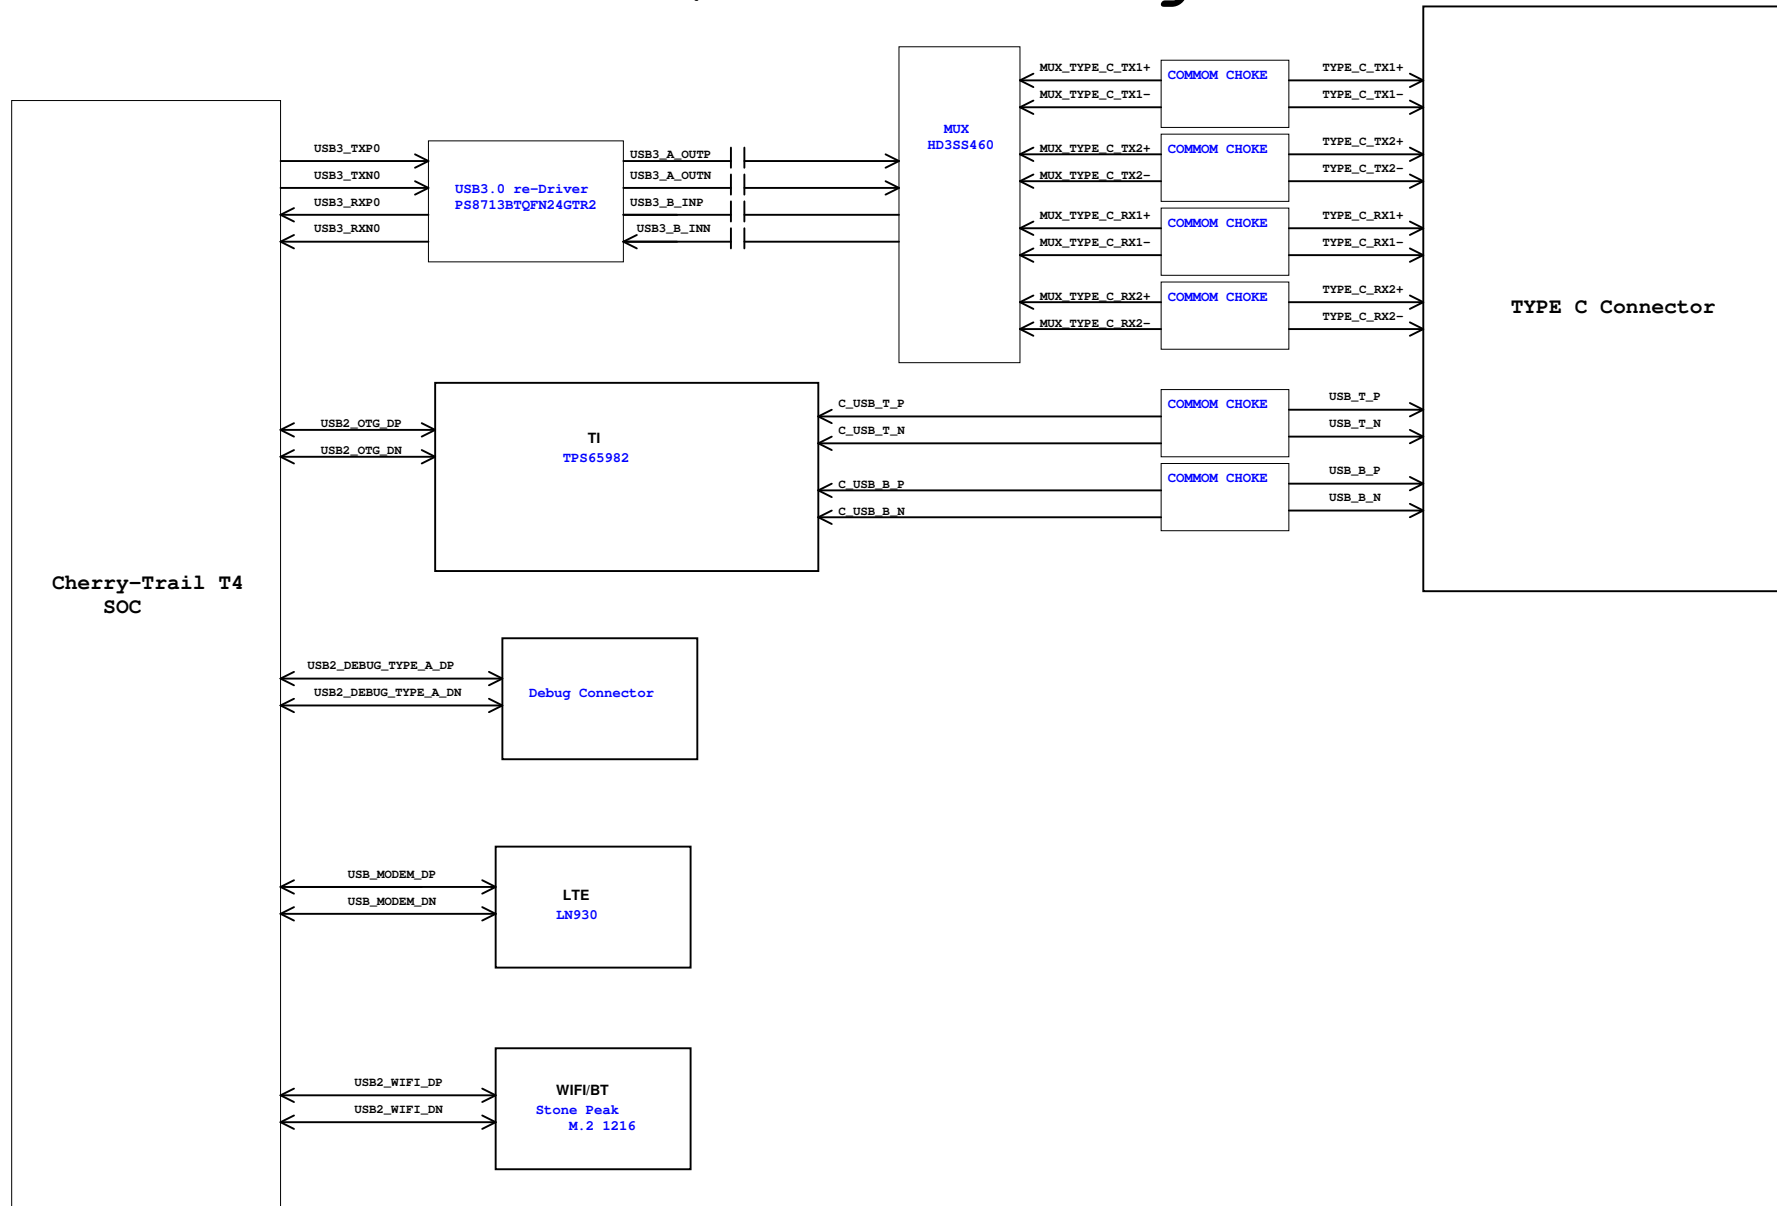 MUX_TYPE_C_TX1+
COMMOM CHOKE
TYPE_C_TX1+
MUX_TYPE_C_TX1-
TYPE_C_TX1-
MUX
HD3SS460
MUX_TYPE_C_TX2+
COMMOM CHOKE
TYPE_C_TX2+
MUX_TYPE_C_TX2-
TYPE_C_TX2-
USB3_TXP0
USB3_A_OUTP
USB3_TXN0
USB3_A_OUTN
USB3.0 re-Driver
PS8713BTQFN24GTR2
USB3_RXP0
USB3_B_INP
USB3_RXN0
USB3_B_INN
MUX_TYPE_C_RX1+
COMMOM CHOKE
TYPE_C_RX1+
MUX_TYPE_C_RX1-
TYPE_C_RX1-
MUX_TYPE_C_RX2+
COMMOM CHOKE
TYPE_C_RX2+
MUX_TYPE_C_RX2-
TYPE_C_RX2-
TYPE C Connector
USB2_OTG_DP
USB2_OTG_DN
TI
TPS65982
C_USB_T_P
COMMOM CHOKE
USB_T_P
C_USB_T_N
USB_T_N
C_USB_B_P
COMMOM CHOKE
USB_B_P
C_USB_B_N
USB_B_N
Cherry-Trail T4
SOC
USB2_DEBUG_TYPE_A_DP
USB2_DEBUG_TYPE_A_DN
Debug Connector
USB_MODEM_DP
USB_MODEM_DN
LTE
LN930
USB2_WIFI_DP
USB2_WIFI_DN
WIFI/BT
Stone Peak
M.2 1216